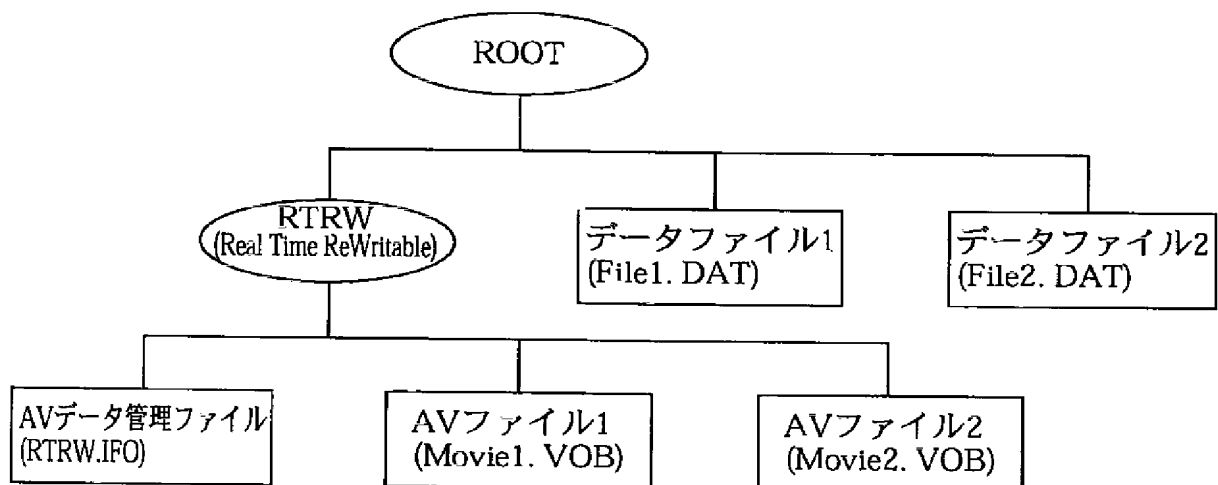 ROOT
RTRW
(Real Time ReWritable)
データファイル1
(File1. DAT)
データファイル2
(File2. DAT)
AVデータ管理ファイル
(RTRW.IFO)
AVファイル1
(Movie1. VOB)
AVファイル2
(Movie2. VOB)